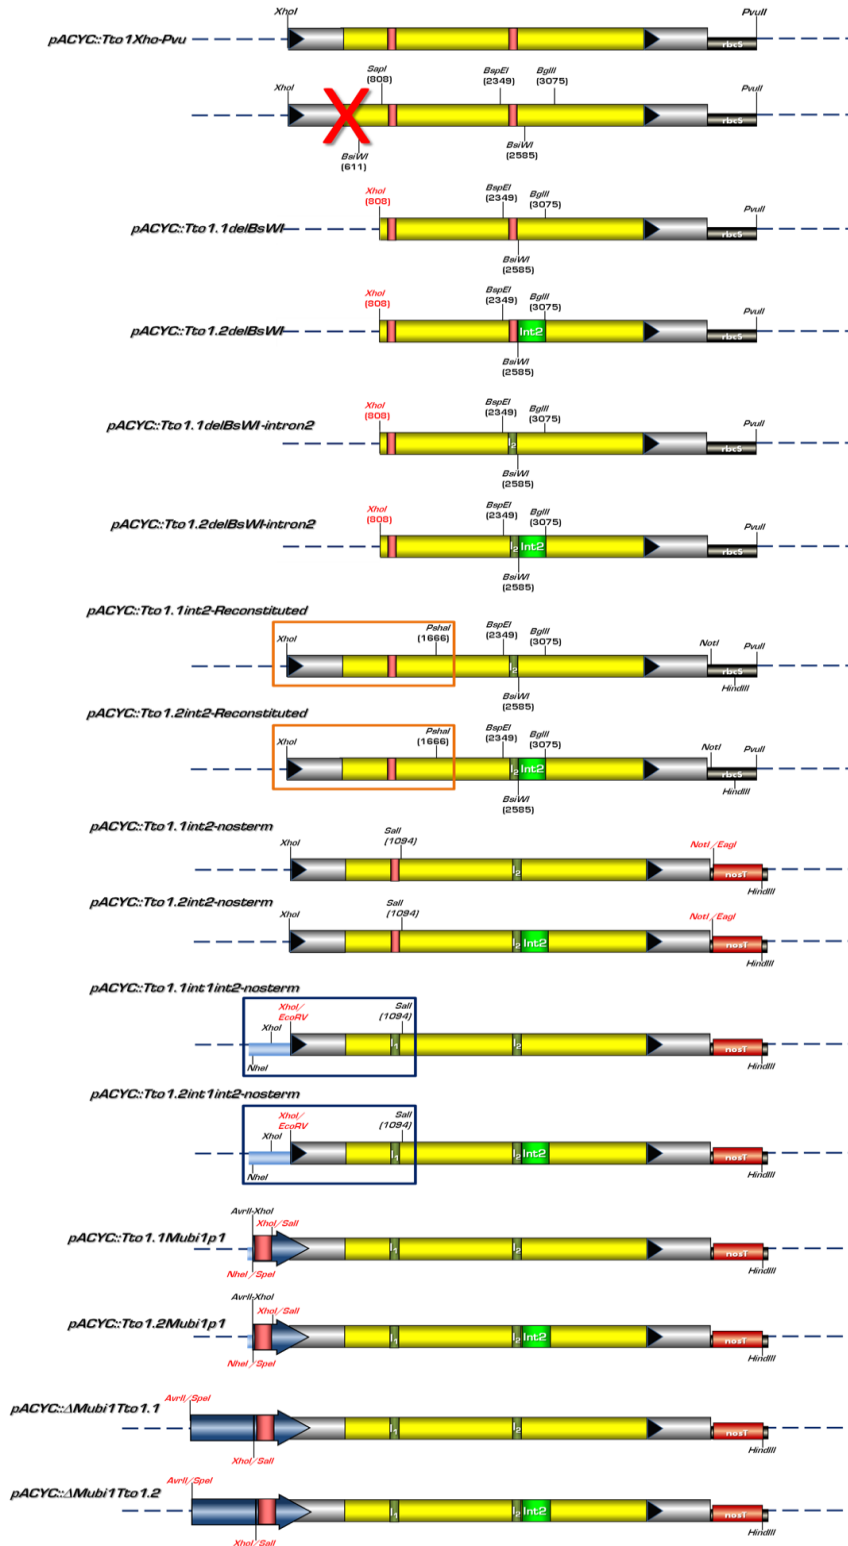 XhoI PvuII
pACYC::Tto1Xho-Pvu
rbcS
SapI (808) BspEI (2349) BglII (3075)
XhoI PvuII
rbcS
BsiWI (611) BsiWI (2585)
XhoI (808) BspEI (2349) BglII (3075) PvuII
pACYC::Tto1.1delBsWI
rbcS
BsiWI (2585)
XhoI (808) BspEI (2349) BglII (3075) PvuII
pACYC::Tto1.2delBsWI
Int2 rbcS
BsiWI (2585)
XhoI (808) BspEI (2349) BglII (3075) PvuII
pACYC::Tto1.1delBsWI-intron2
I2 rbcS
BsiWI (2585)
XhoI (808) BspEI (2349) BglII (3075) PvuII
pACYC::Tto1.2delBsWI-intron2
I2 Int2 rbcS
BsiWI (2585)
pACYC::Tto1.1int2-Reconstituted
XhoI PshaI (1666) BspEI (2349) BglII (3075) NotI PvuII
I2 rbcS
BsiWI (2585) HindIII
pACYC::Tto1.2int2-Reconstituted
XhoI PshaI (1666) BspEI (2349) BglII (3075) NotI PvuII
I2 Int2 rbcS
BsiWI (2585) HindIII
pACYC::Tto1.1int2-nosterm
XhoI SalI (1094) NotI/EagI
I2 nosT
HindIII
pACYC::Tto1.2int2-nosterm
XhoI SalI (1094) NotI/EagI
I2 Int2 nosT
HindIII
pACYC::Tto1.1int1int2-nosterm
XhoI XhoI/EcoRV SalI (1094)
I1 I2 nosT
NheI HindIII
pACYC::Tto1.2int1int2-nosterm
XhoI XhoI/EcoRV SalI (1094)
I1 I2 Int2 nosT
NheI HindIII
AvrII-XhoI
pACYC::Tto1.1Mubi1p1 XhoI/SalI
I1 I2 nosT
NheI/SpeI HindIII
AvrII-XhoI
pACYC::Tto1.2Mubi1p1 XhoI/SalI
I1 I2 Int2 nosT
NheI/SpeI HindIII
AvrII/SpeI
pACYC::ΔMubi1Tto1.1
I1 I2 nosT
XhoI/SalI HindIII
AvrII/SpeI
pACYC::ΔMubi1Tto1.2
I1 I2 Int2 nosT
XhoI/SalI HindIII